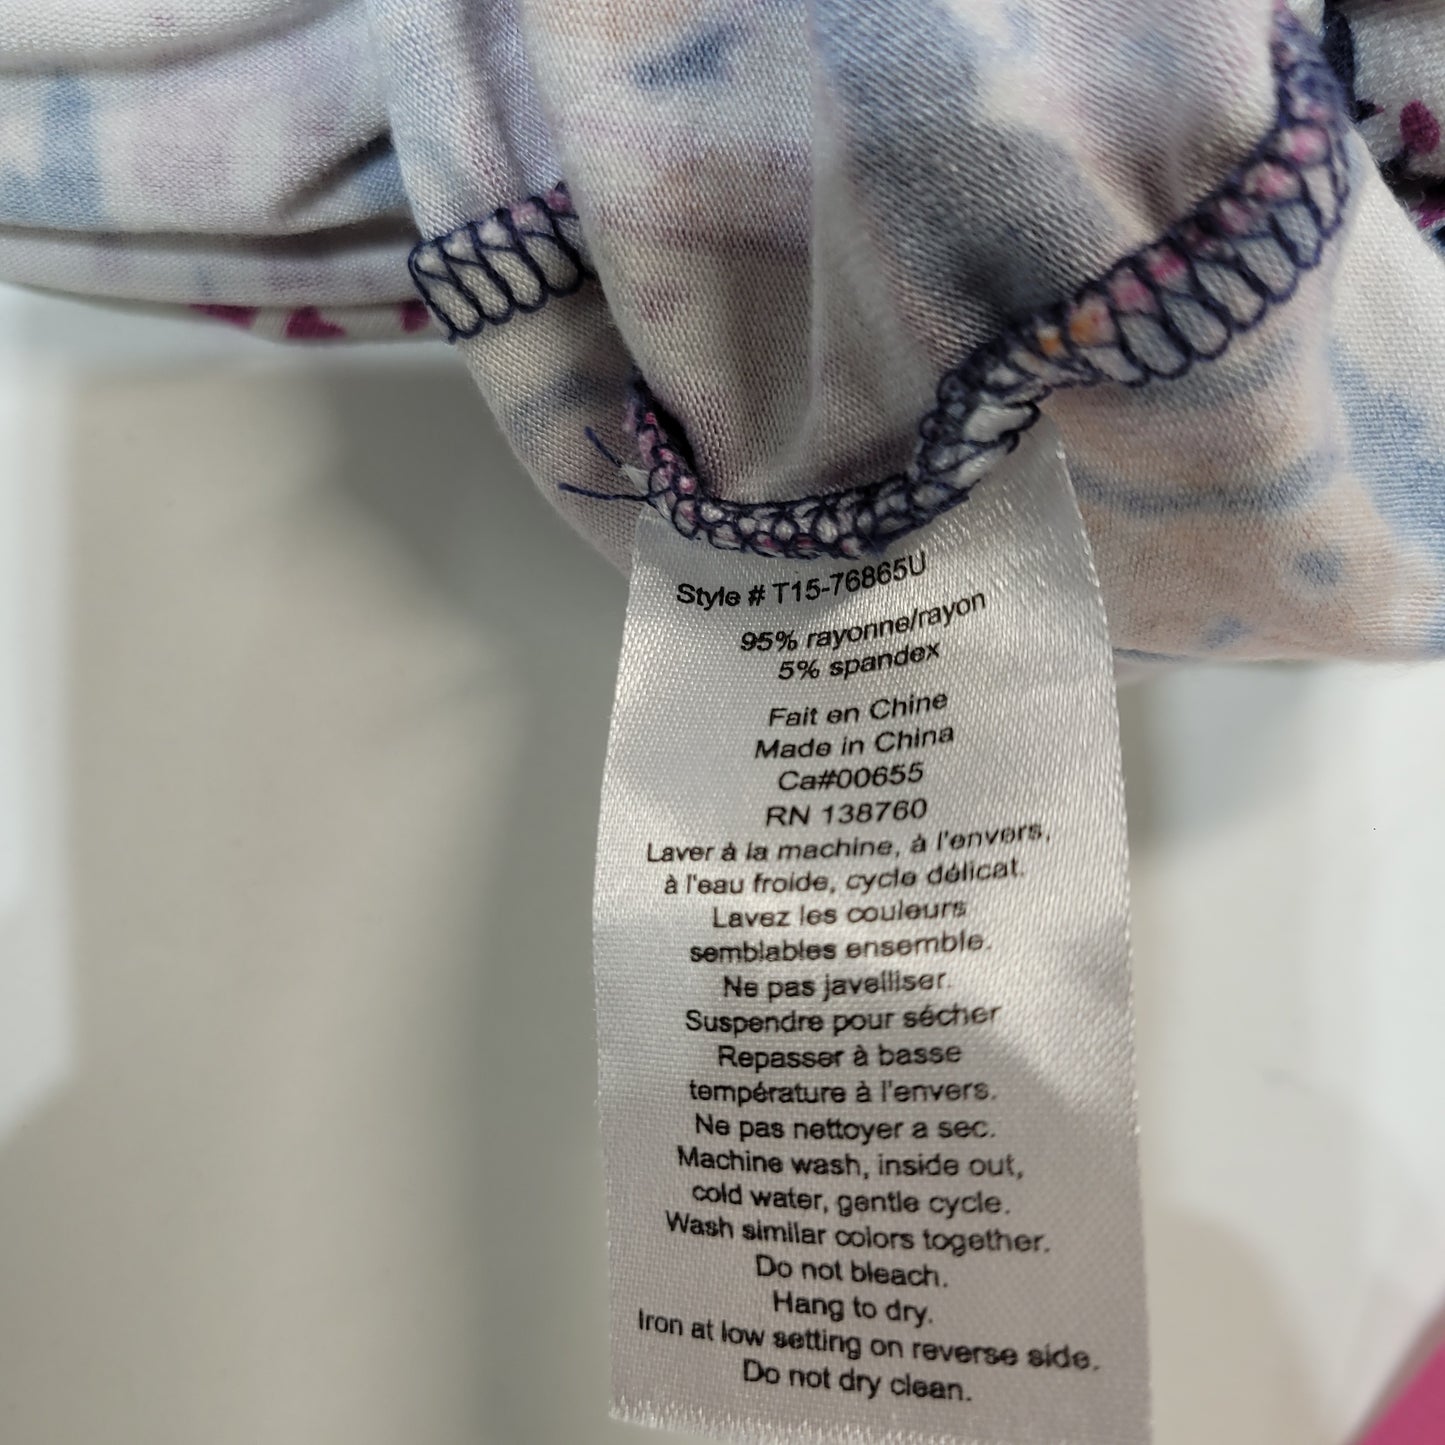 Style # T15-76865U
95% rayonne/rayon
5% spandex
Fait en Chine
Made in China
Ca#00655
RN 138760
Laver à la machine, à l'envers,
à l'eau froide, cycle délicat.
Lavez les couleurs
semblables ensemble.
Ne pas javelliser.
Suspendre pour sécher
Repasser à basse
température à l'envers.
Ne pas nettoyer a sec.
Machine wash, inside out,
cold water, gentle cycle.
Wash similar colors together.
Do not bleach.
Hang to dry.
Iron at low setting on reverse side.
Do not dry clean.